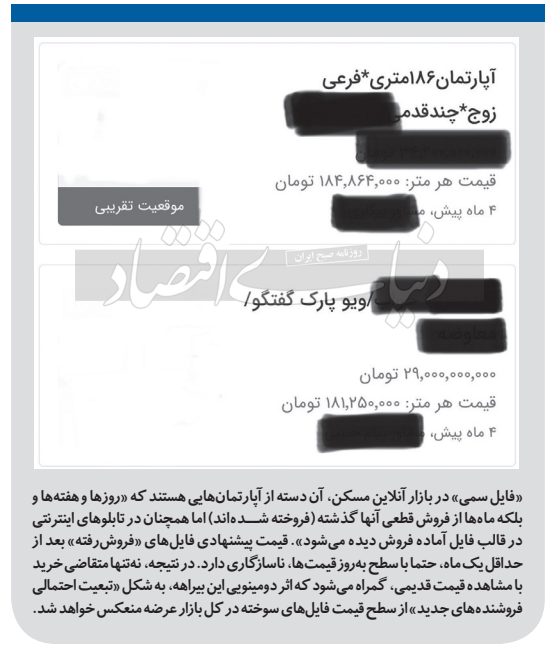 آپارتمان۱۸۶متری*فرعی
زوج*چندقدمی
قیمت هر متر: ۱۸۴,۸۶۴,۰۰۰ تومان
۴ ماه پیش،
موقعیت تقریبی
روزنامه صبح ایران
دنیای اقتصاد
/ویو پارک گفتگو/
معاوضه
۲۹,۰۰۰,۰۰۰,۰۰۰ تومان
قیمت هر متر: ۱۸۱,۲۵۰,۰۰۰ تومان
۴ ماه پیش،
«فایل سمی» در بازار آنلاین مسکن، آن دسته از آپارتمان‌هایی هستند که «روزها و هفته‌ها و
بلکه ماه‌ها از فروش قطعی آنها گذشته (فروخته شــده‌اند) اما همچنان در تابلوهای اینترنتی
در قالب فایل آماده فروش دیده می‌شود». قیمت پیشنهادی فایل‌های «فروش‌رفته» بعد از
حداقل یک ماه، حتما با سطح به‌روز قیمت‌ها، ناسازگاری دارد. در نتیجه، نه‌تنها متقاضی خرید
با مشاهده قیمت قدیمی، گمراه می‌شود که اثر دومینویی این بیراهه، به شکل «تبعیت احتمالی
فروشنده‌های جدید» از سطح قیمت فایل‌های سوخته در کل بازار عرضه منعکس خواهد شد.